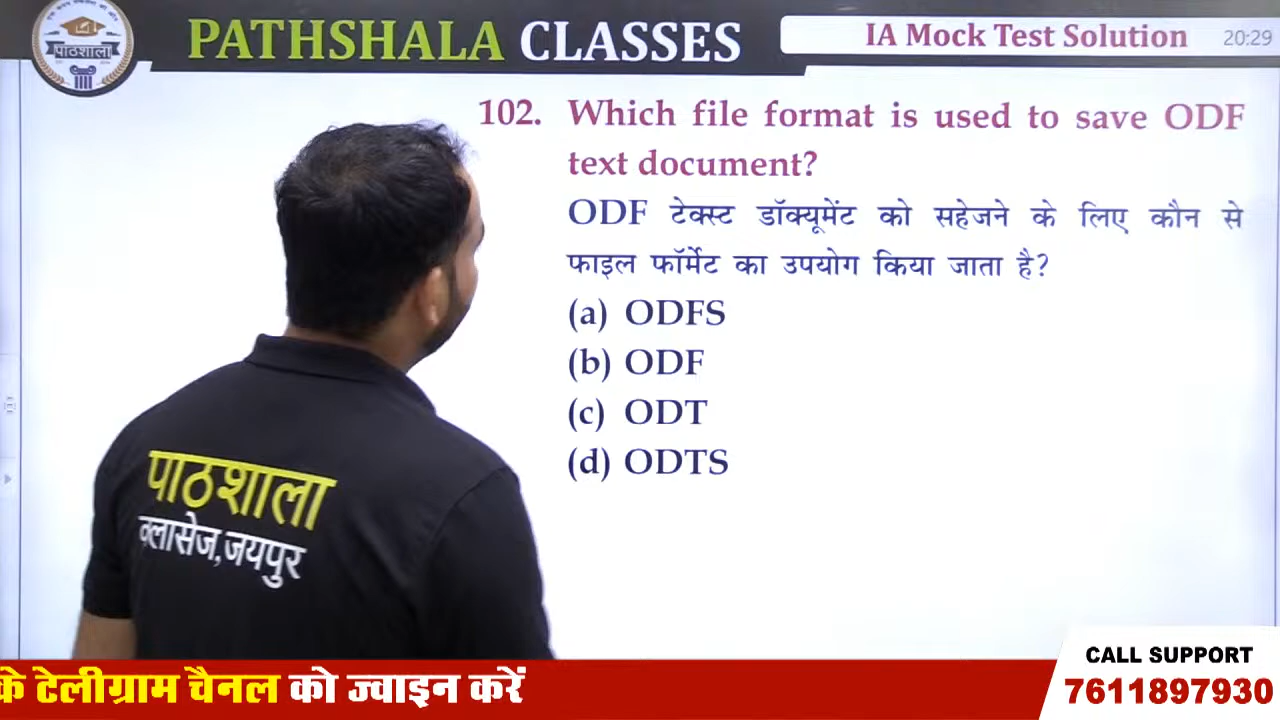 पाठशाला
PATHSHALA CLASSES
IA Mock Test Solution
20:29
102. Which file format is used to save ODF
text document?
ODF टेक्स्ट डॉक्यूमेंट को सहेजने के लिए कौन से
फाइल फॉर्मेट का उपयोग किया जाता है?
(a) ODFS
(b) ODF
(c) ODT
(d) ODTS
पाठशाला
क्लासेज,जयपुर
के टेलीग्राम चैनल को ज्वाइन करें
CALL SUPPORT
7611897930